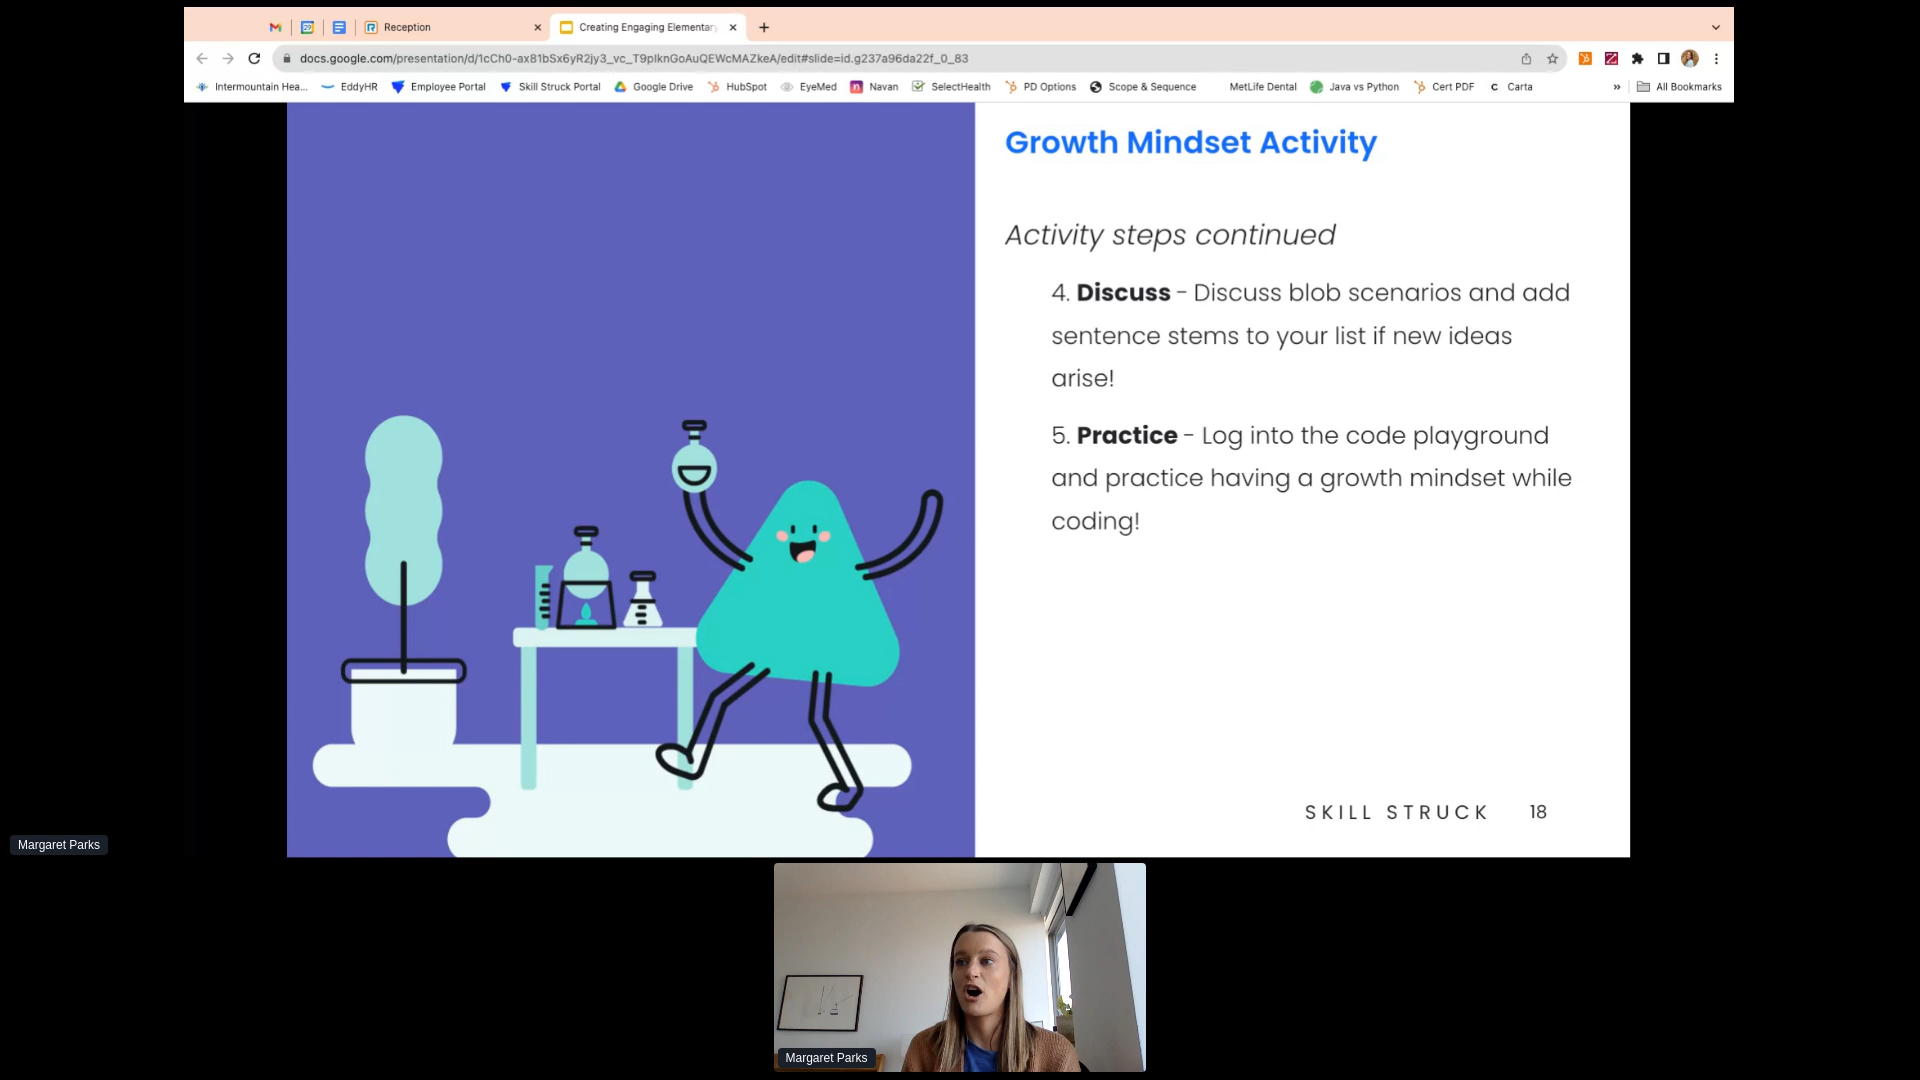 Reception
Creating Engaging Elementary
docs.google.com/presentation/d/1cCh0-ax81bSx6yR2jy3_vc_T9pIknGoAuQEWcMAZkeA/edit#slide=id.g237a96da22f_0_83
Intermountain Hea... EddyHR Employee Portal Skill Struck Portal Google Drive HubSpot EyeMed Navan SelectHealth PD Options Scope & Sequence MetLife Dental Java vs Python Cert PDF Carta » All Bookmarks
Growth Mindset Activity
Activity steps continued
4. Discuss - Discuss blob scenarios and add
sentence stems to your list if new ideas
arise!
5. Practice - Log into the code playground
and practice having a growth mindset while
coding!
SKILL STRUCK 18
Margaret Parks
Margaret Parks